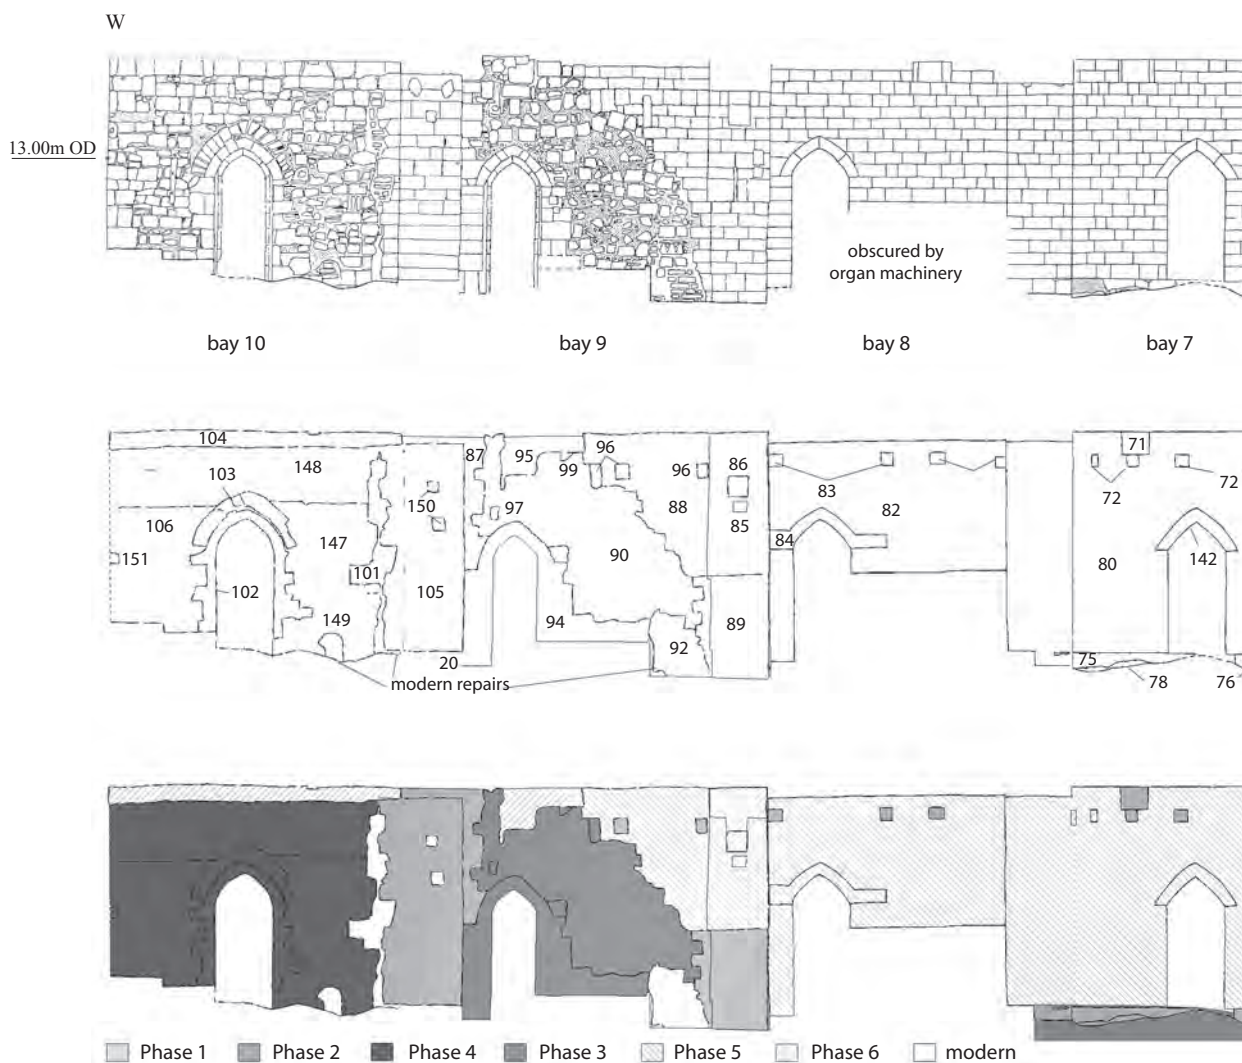 W
13.00m OD
obscured by
organ machinery
bay 10
bay 9
bay 8
bay 7
104
148
103
106
151
102
147
101
149
150
105
87
95
99
96
96
86
97
88
85
90
94
89
92
20
modern repairs
83
82
84
71
72
72
80
142
75
78
76
Phase 1
Phase 2
Phase 4
Phase 3
Phase 5
Phase 6
modern